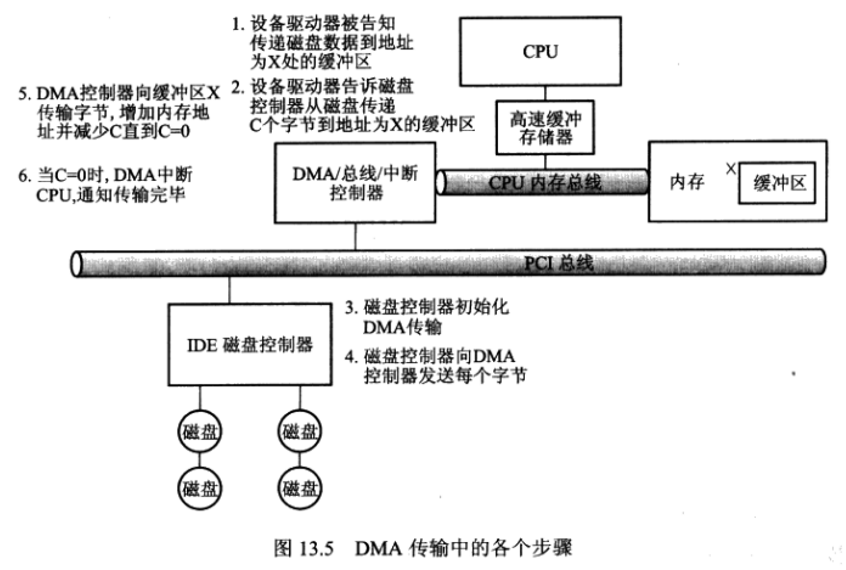 1. 设备驱动器被告知
传递磁盘数据到地址
为X处的缓冲区
2. 设备驱动器告诉磁盘
控制器从磁盘传递
C个字节到地址为X的缓冲区
5. DMA控制器向缓冲区X
传输字节, 增加内存地
址并减少C直到C=0
6. 当C=0时, DMA中断
CPU,通知传输完毕
CPU
高速缓冲
存储器
DMA/总线/中断
控制器
CPU 内存总线
内存
X
缓冲区
PCI 总线
IDE 磁盘控制器
3. 磁盘控制器初始化
DMA传输
4. 磁盘控制器向DMA
控制器发送每个字节
磁盘
磁盘
磁盘
磁盘
图 13.5 DMA 传输中的各个步骤